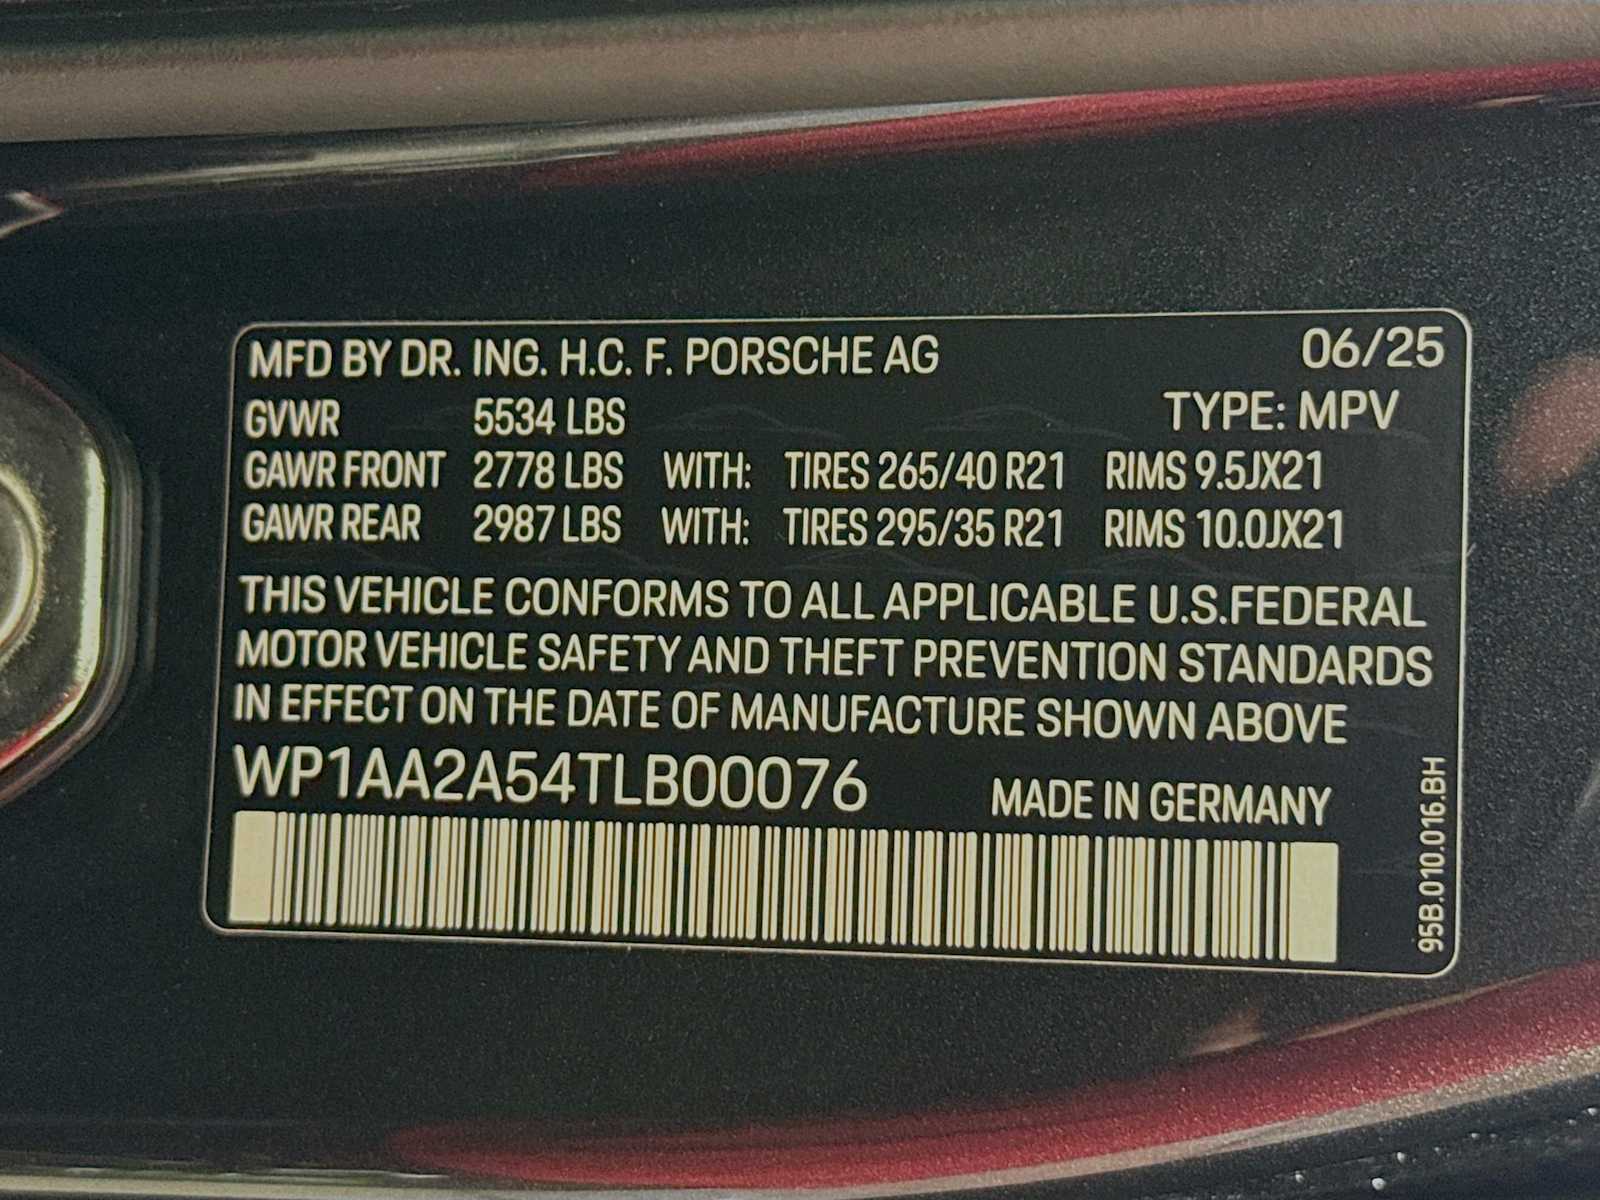 MFD BY DR. ING. H.C. F. PORSCHE AG 06/25
GVWR 5534 LBS TYPE: MPV
GAWR FRONT 2778 LBS WITH: TIRES 265/40 R21 RIMS 9.5JX21
GAWR REAR 2987 LBS WITH: TIRES 295/35 R21 RIMS 10.0JX21
THIS VEHICLE CONFORMS TO ALL APPLICABLE U.S.FEDERAL
MOTOR VEHICLE SAFETY AND THEFT PREVENTION STANDARDS
IN EFFECT ON THE DATE OF MANUFACTURE SHOWN ABOVE
WP1AA2A54TLB00076 MADE IN GERMANY
95B.010.016.BH